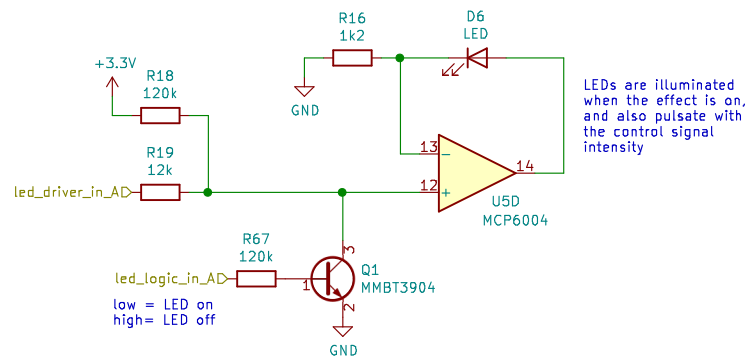 R16
1k2
D6
LED
+3.3V
R18
120k
GND
LEDs are illuminated
when the effect is on,
and also pulsate with
the control signal
intensity
13
−
14
R19
12k
led_driver_in_A
12
+
U5D
MCP6004
R67
120k
3
led_logic_in_A
1
Q1
MMBT3904
low = LED on
high= LED off
2
GND